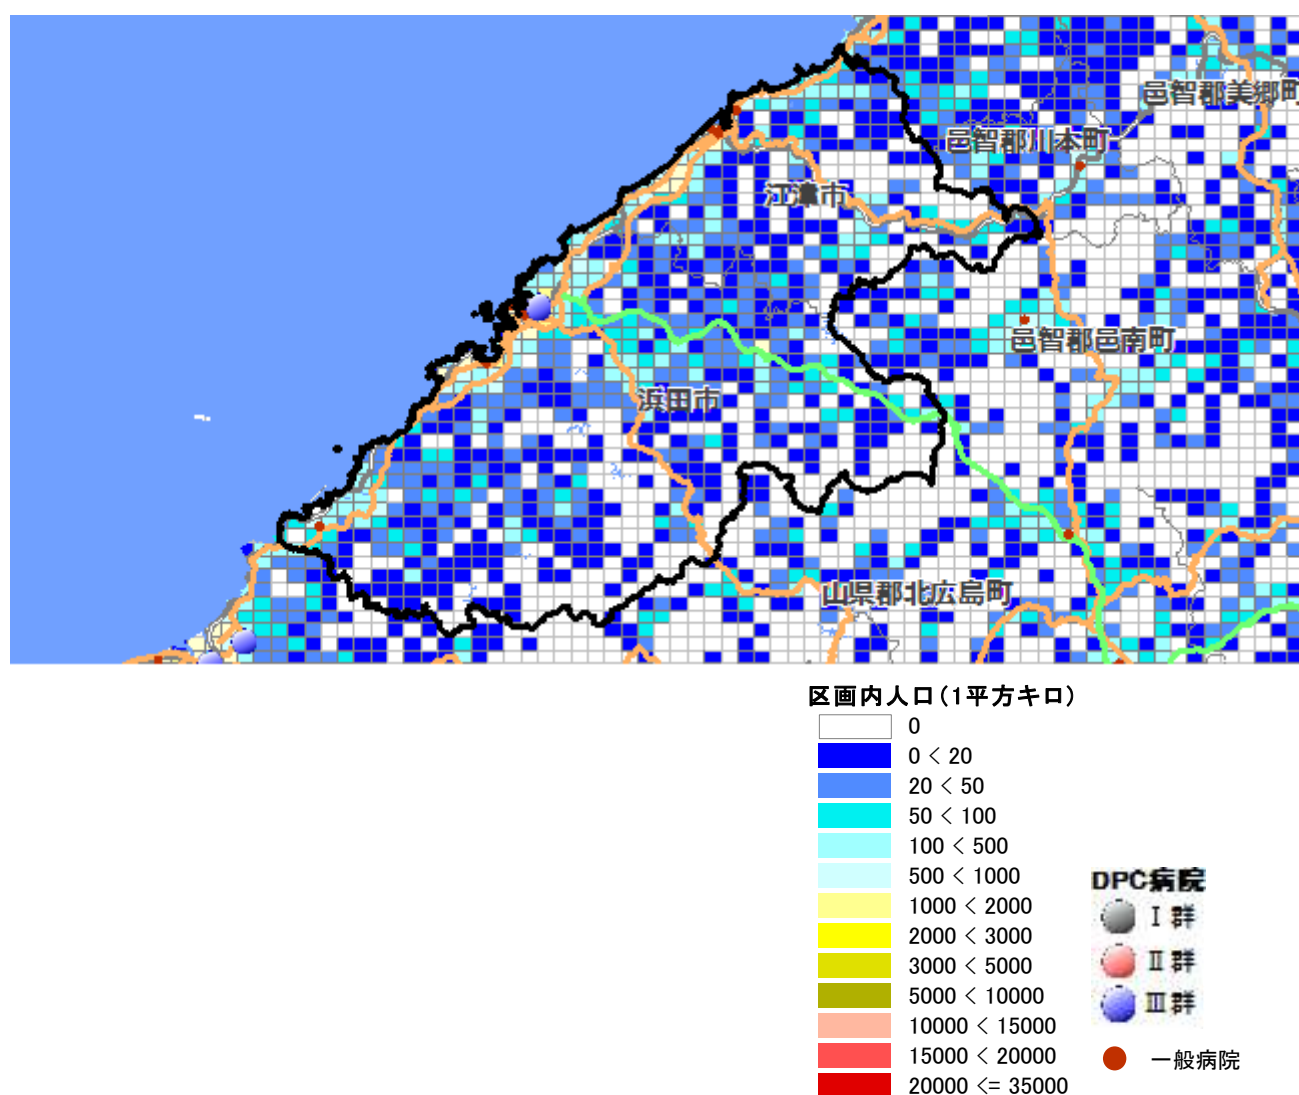 邑智郡美郷町
邑智郡川本町
江津市
邑智郡邑南町
浜田市
山県郡北広島町
区画内人口(1平方キロ)
0
0 < 20
20 < 50
50 < 100
100 < 500
500 < 1000
1000 < 2000
2000 < 3000
3000 < 5000
5000 < 10000
10000 < 15000
15000 < 20000
20000 <= 35000
DPC病院
Ⅰ群
Ⅱ群
Ⅲ群
一般病院